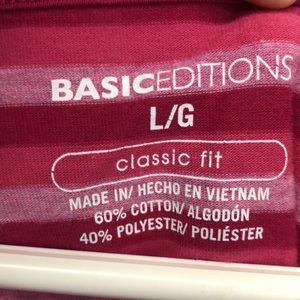 BASICEDITIONS
L/G
classic fit
MADE IN/ HECHO EN VIETNAM
60% COTTON/ ALGODÓN
40% POLYESTER/ POLIÉSTER